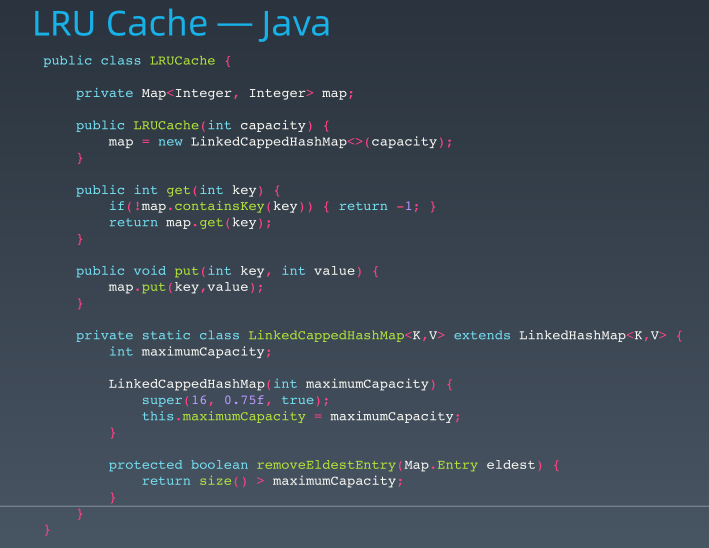 LRU Cache — Java
public class LRUCache {
private Map<Integer, Integer> map;
public LRUCache(int capacity) {
map = new LinkedCappedHashMap<>(capacity);
}
public int get(int key) {
if(!map.containsKey(key)) { return -1; }
return map.get(key);
}
public void put(int key, int value) {
map.put(key,value);
}
private static class LinkedCappedHashMap<K,V> extends LinkedHashMap<K,V> {
int maximumCapacity;
LinkedCappedHashMap(int maximumCapacity) {
super(16, 0.75f, true);
this.maximumCapacity = maximumCapacity;
}
protected boolean removeEldestEntry(Map.Entry eldest) {
return size() > maximumCapacity;
}
}
}